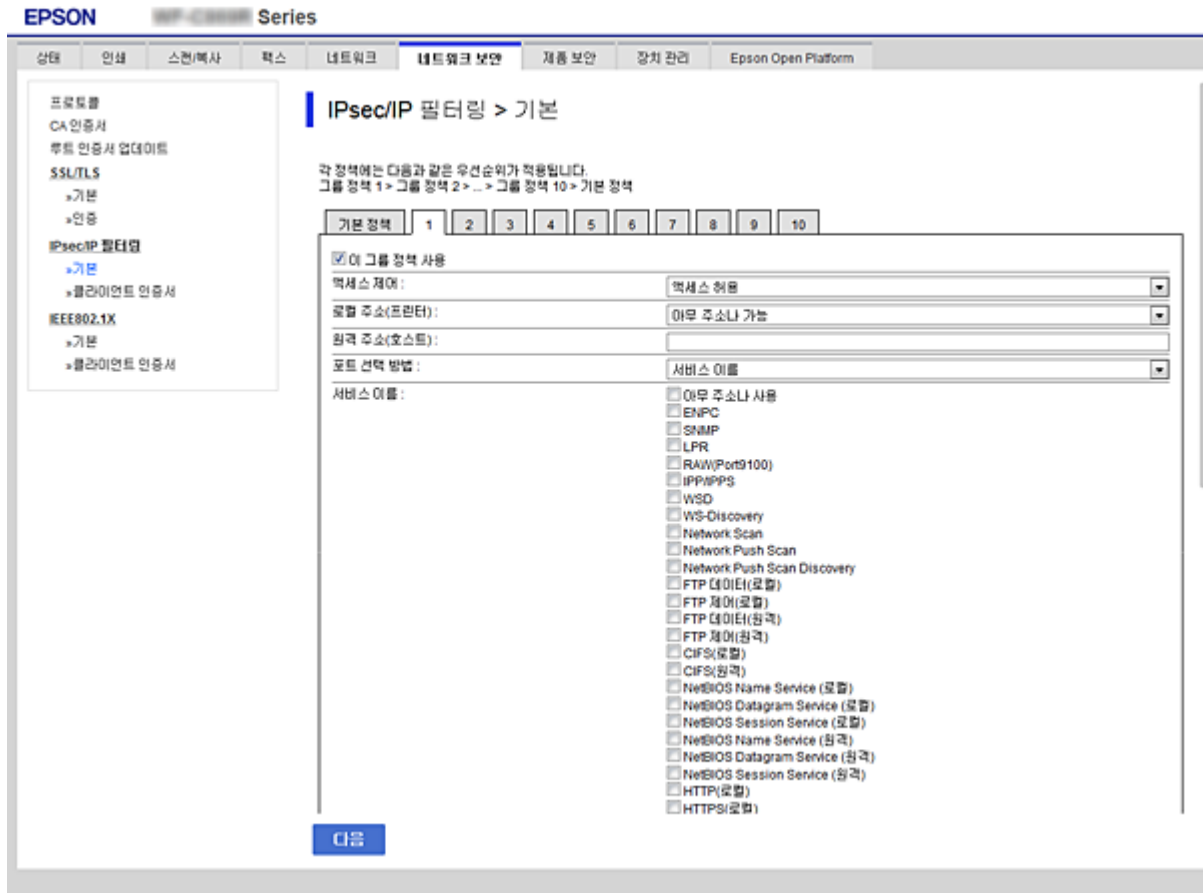 EPSON Series
상태 인쇄 스캔/복사 팩스 네트워크 네트워크 보안 제품 보안 장치 관리 Epson Open Platform
프로토콜
CA 인증서
루트 인증서 업데이트
SSL/TLS
»기본
»인증
IPsec/IP 필터링
»기본
»클라이언트 인증서
IEEE802.1X
»기본
»클라이언트 인증서
IPsec/IP 필터링 > 기본
각 정책에는 다음과 같은 우선순위가 적용됩니다.
그룹 정책 1 > 그룹 정책 2 > ... > 그룹 정책 10 > 기본 정책
기본 정책 1 2 3 4 5 6 7 8 9 10
이 그룹 정책 사용
액세스 제어 : 액세스 허용
로컬 주소(프린터) : 아무 주소나 가능
원격 주소(호스트) :
포트 선택 방법 : 서비스 이름
서비스 이름 : 아무 주소나 사용
ENPC
SNMP
LPR
RAW(Port9100)
IPP/IPPS
WSD
WS-Discovery
Network Scan
Network Push Scan
Network Push Scan Discovery
FTP 데이터(로컬)
FTP 제어(로컬)
FTP 데이터(원격)
FTP 제어(원격)
CIFS(로컬)
CIFS(원격)
NetBIOS Name Service (로컬)
NetBIOS Datagram Service (로컬)
NetBIOS Session Service (로컬)
NetBIOS Name Service (원격)
NetBIOS Datagram Service (원격)
NetBIOS Session Service (원격)
HTTP(로컬)
HTTPS(로컬)
다음